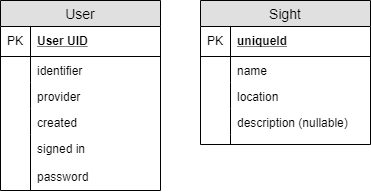 User
PK User UID
identifier
provider
created
signed in
password
Sight
PK uniqueId
name
location
description (nullable)